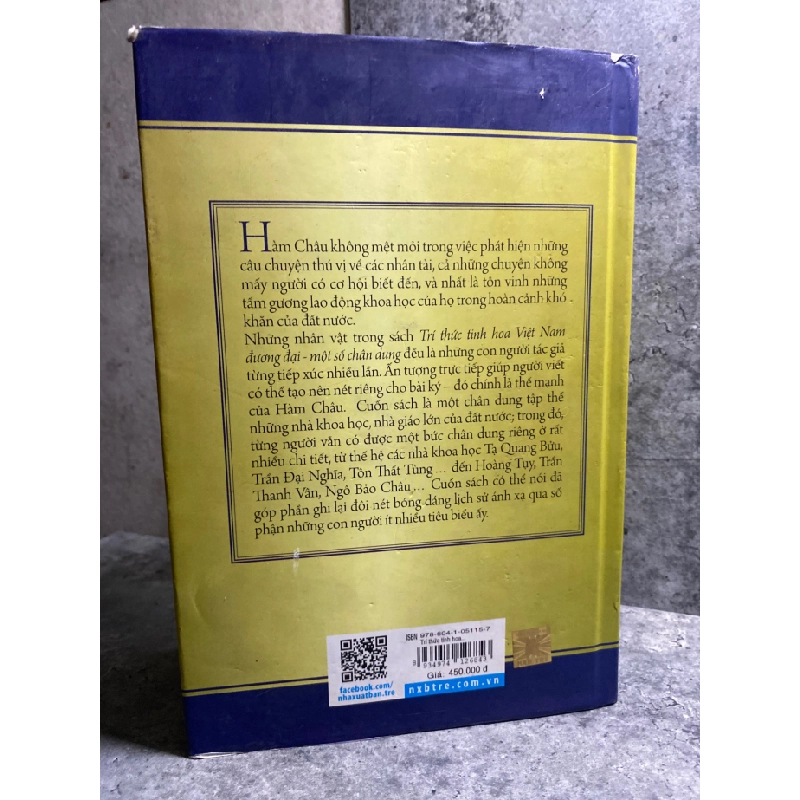 Hàm Châu không mệt mỏi trong việc phát hiện những
câu chuyện thú vị về các nhân tài, cả những chuyện không
mấy người có cơ hội biết đến, và nhất là tôn vinh những
tấm gương lao động khoa học của họ trong hoàn cảnh khó
khăn của đất nước.
Những nhân vật trong sách Trí thức tinh hoa Việt Nam
đương đại - một số chân dung đều là những con người tác giả
từng tiếp xúc nhiều lần. Ấn tượng trực tiếp giúp người viết
có thể tạo nên nét riêng cho bài ký - đó chính là thế mạnh
của Hàm Châu. Cuốn sách là một chân dung tập thể
những nhà khoa học, nhà giáo lớn của đất nước; trong đó,
từng người vẫn có được một bức chân dung riêng ở rất
nhiều chi tiết, từ thế hệ các nhà khoa học Tạ Quang Bửu,
Trần Đại Nghĩa, Tôn Thất Tùng... đến Hoàng Tụy, Trần
Thanh Vân, Ngô Bảo Châu... Cuốn sách có thể nói đã
góp phần ghi lại đôi nét bóng dáng lịch sử ánh xạ qua số
phận những con người ít nhiều tiêu biểu ấy.
ISBN 978-604-1-05116-7
Trí thức tinh hoa...
8 934974 126843
Giá: 450.000 đ
facebook.com/
nhaxuatban.tre
nxbtre.com.vn